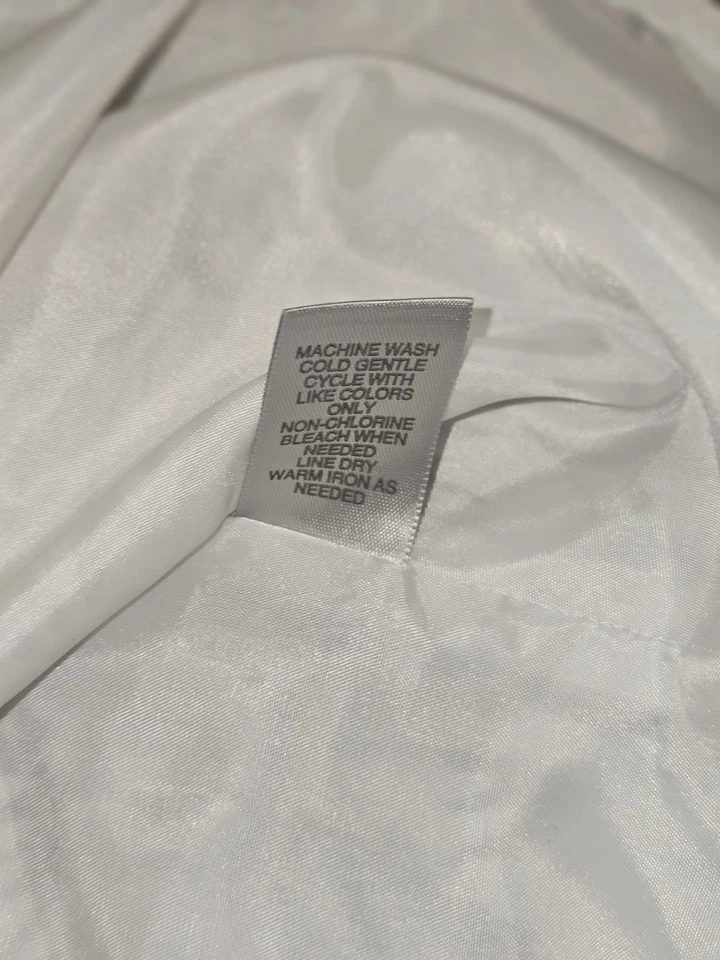 MACHINE WASH
COLD GENTLE
CYCLE WITH
LIKE COLORS
ONLY
NON-CHLORINE
BLEACH WHEN
NEEDED
LINE DRY
WARM IRON AS
NEEDED